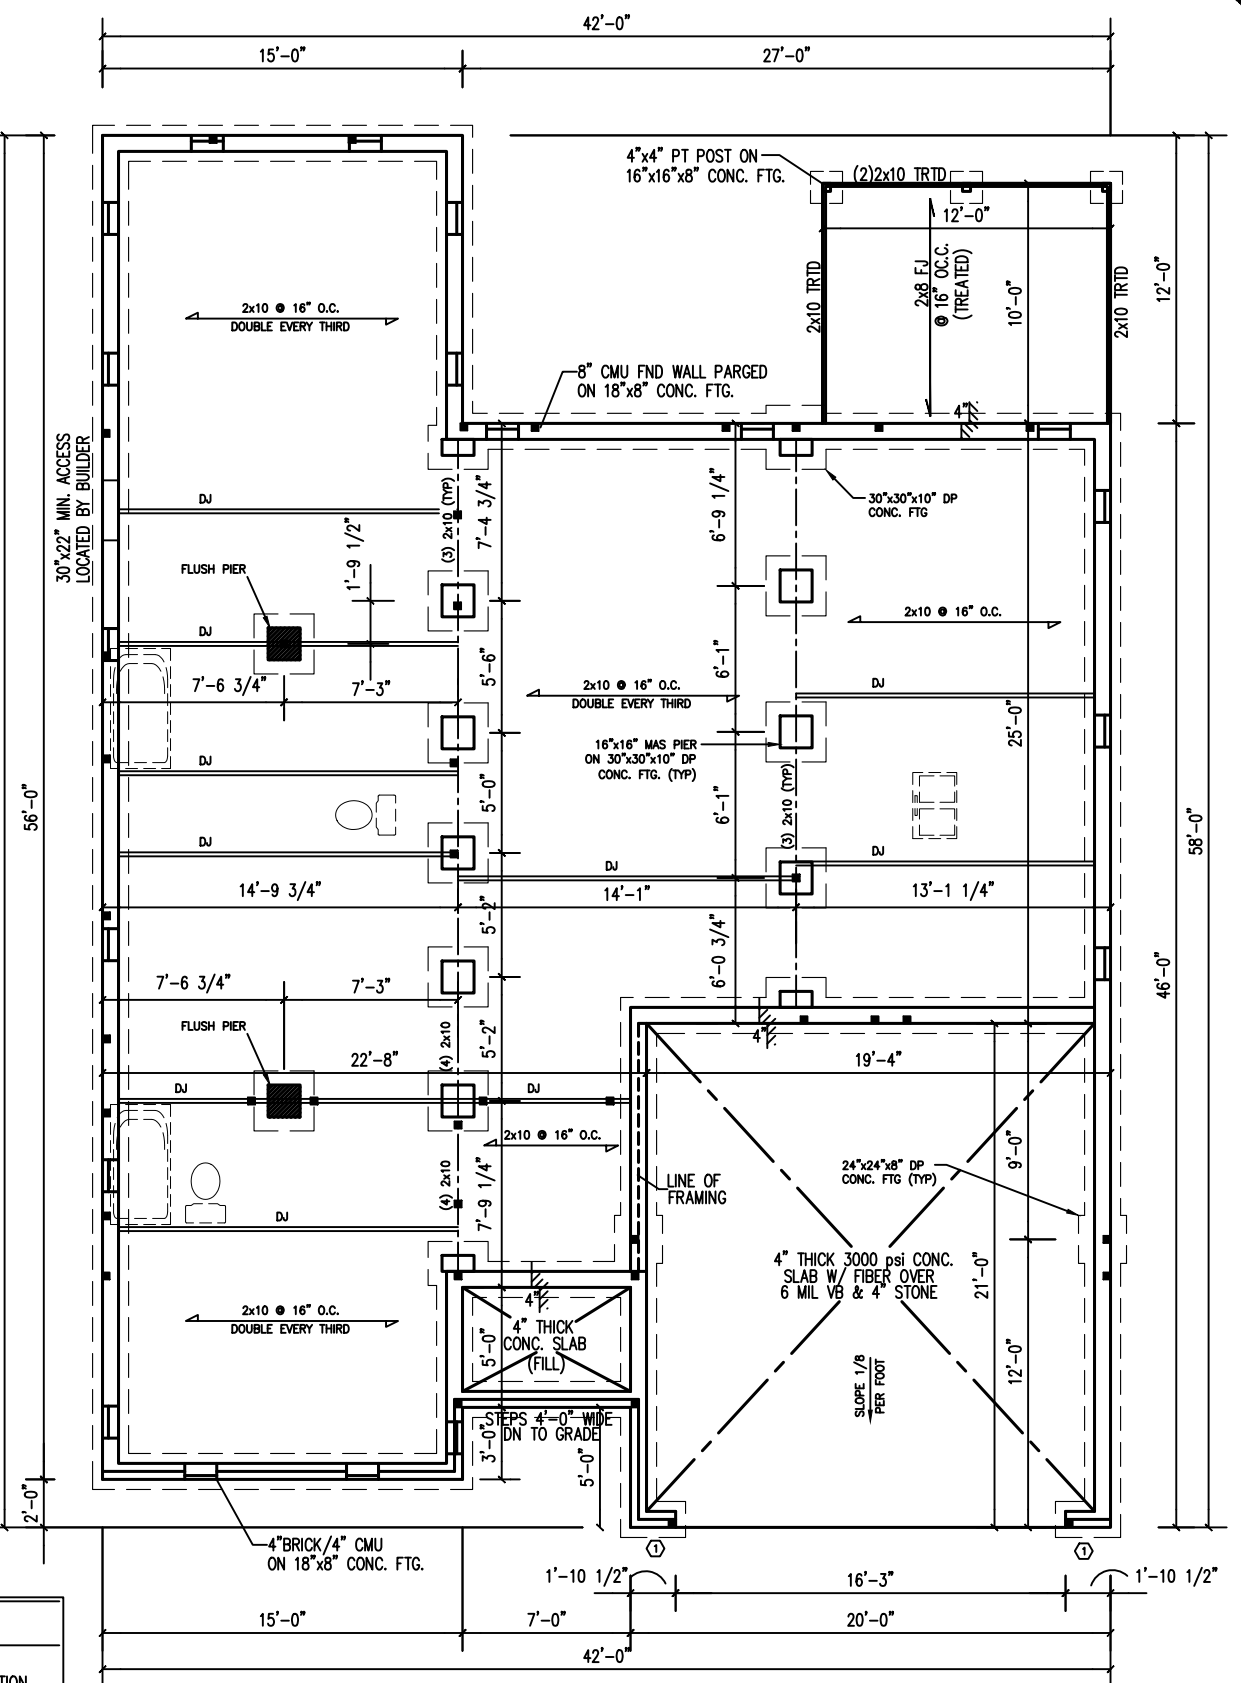 42'-0"
15'-0"
27'-0"
4"x4" PT POST ON
16"x16"x8" CONC. FTG.
(2)2x10 TRTD
12'-0"
2x10 TRTD
2x8 FJ
@ 16" OC.C.
(TREATED)
10'-0"
2x10 TRTD
12'-0"
2x10 @ 16" O.C.
DOUBLE EVERY THIRD
8" CMU FND WALL PARGED
ON 18"x8" CONC. FTG.
4"
30"x22" MIN. ACCESS
LOCATED BY BUILDER
DJ
(3) 2x10 (TYP)
7'-4 3/4"
6'-9 1/4"
30"x30"x10" DP
CONC. FTG
1'-9 1/2"
FLUSH PIER
DJ
2x10 @ 16" O.C.
7'-6 3/4"
7'-3"
5'-6"
6'-1"
2x10 @ 16" O.C.
DOUBLE EVERY THIRD
DJ
25'-0"
16"x16" MAS PIER
ON 30"x30"x10" DP
CONC. FTG. (TYP)
DJ
5'-0"
6'-1"
(3) 2x10 (TYP)
56'-0"
58'-0"
DJ
DJ
DJ
14'-9 3/4"
14'-1"
13'-1 1/4"
5'-2"
6'-0 3/4"
46'-0"
7'-6 3/4"
7'-3"
FLUSH PIER
(4) 2x10
5'-2"
4"
22'-8"
19'-4"
DJ
DJ
2x10 @ 16" O.C.
9'-0"
24"x24"x8" DP
CONC. FTG (TYP)
LINE OF
FRAMING
(4) 2x10
7'-9 1/4"
DJ
4" THICK 3000 psi CONC.
SLAB W/ FIBER OVER
6 MIL VB & 4" STONE
21'-0"
4"
2x10 @ 16" O.C.
DOUBLE EVERY THIRD
4" THICK
CONC. SLAB
(FILL)
5'-0"
12'-0"
SLOPE 1/8
PER FOOT
STEPS 4'-0" WIDE
DN TO GRADE
3'-0"
5'-0"
2'-0"
4"BRICK/4" CMU
ON 18"x8" CONC. FTG.
1
1
1'-10 1/2"
16'-3"
1'-10 1/2"
15'-0"
7'-0"
20'-0"
42'-0"
TION